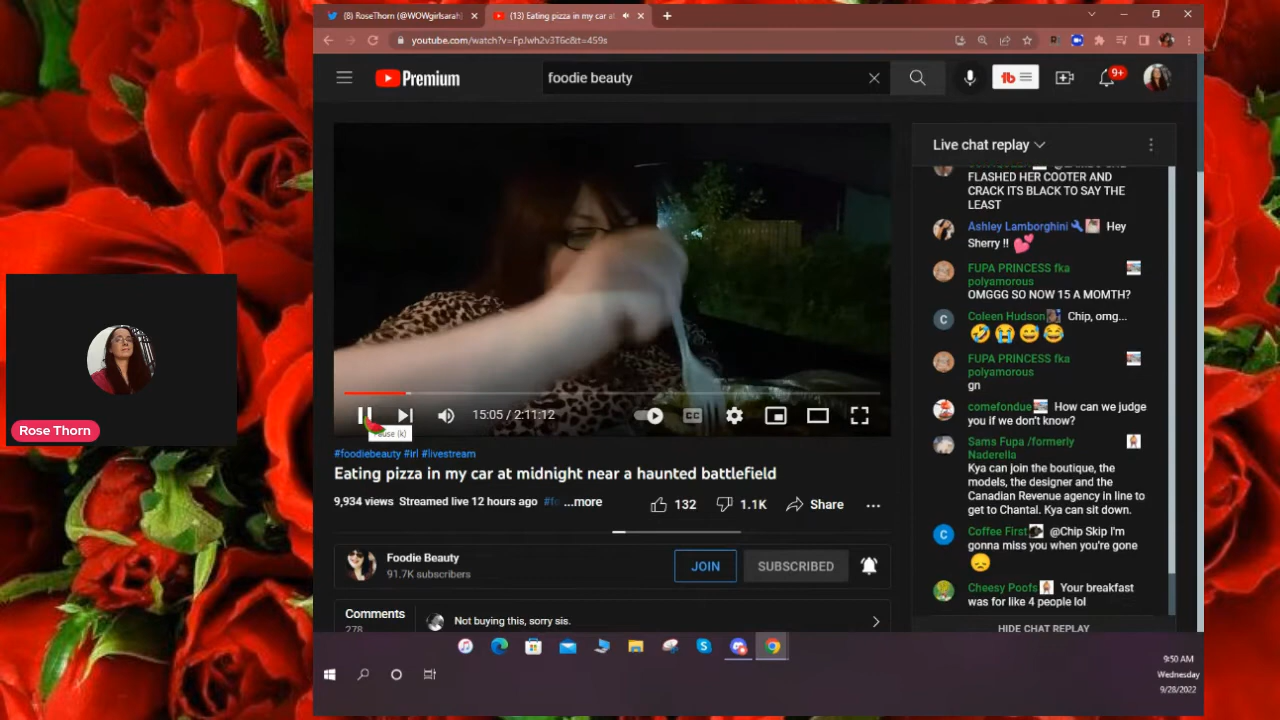 (8) RoseThorn (@WOWgirlsarah
(13) Eating pizza in my car at
youtube.com/watch?v=FpJwh2v3T6c&t=459s
Premium
foodie beauty
9+
Live chat replay
FLASHED HER COOTER AND
CRACK ITS BLACK TO SAY THE
LEAST
Ashley Lamborghini Hey
Sherry !!
FUPA PRINCESS fka
polyamorous
OMGGG SO NOW 15 A MOMTH?
C
Coleen Hudson Chip, omg...
FUPA PRINCESS fka
polyamorous
gn
comefondue How can we judge
you if we don't know?
Sams Fupa /formerly
Naderella
Kya can join the boutique, the
models, the designer and the
Canadian Revenue agency in line to
get to Chantal. Kya can sit down.
C
Coffee First @Chip Skip I'm
gonna miss you when you're gone
Cheesy Poofs Your breakfast
was for like 4 people lol
HIDE CHAT REPLAY
15:05 / 2:11:12
CC
Pause (k)
#foodiebeauty #irl #livestream
Eating pizza in my car at midnight near a haunted battlefield
9,934 views Streamed live 12 hours ago #fo ...more
132
1.1K
Share
Foodie Beauty
91.7K subscribers
JOIN
SUBSCRIBED
Comments
278
Not buying this, sorry sis.
Rose Thorn
9:50 AM
Wednesday
9/28/2022